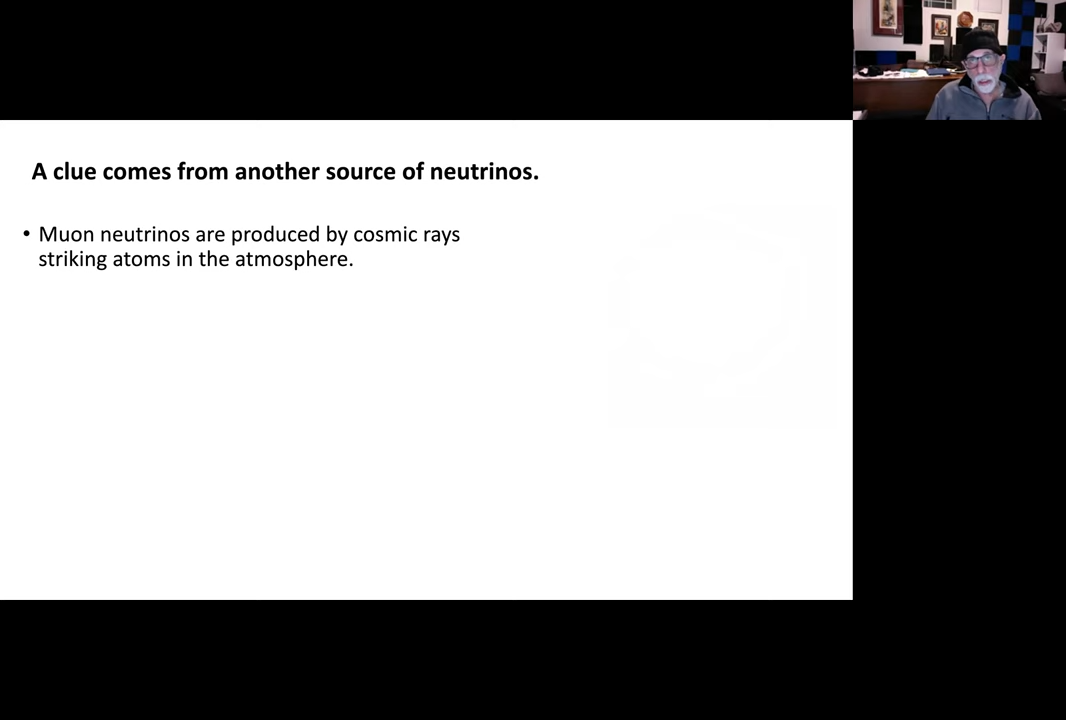 A clue comes from another source of neutrinos.
• Muon neutrinos are produced by cosmic rays
striking atoms in the atmosphere.